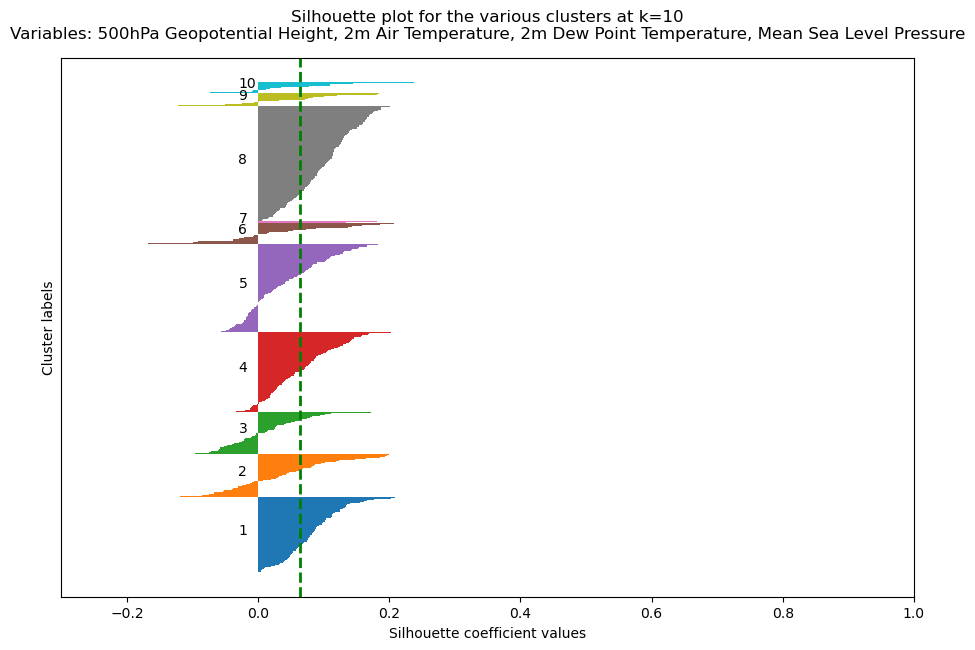 Silhouette plot for the various clusters at k=10
Variables: 500hPa Geopotential Height, 2m Air Temperature, 2m Dew Point Temperature, Mean Sea Level Pressure
10
9
8
7
6
5
4
3
2
1
Cluster labels
−0.2 0.0 0.2 0.4 0.6 0.8 1.0
Silhouette coefficient values